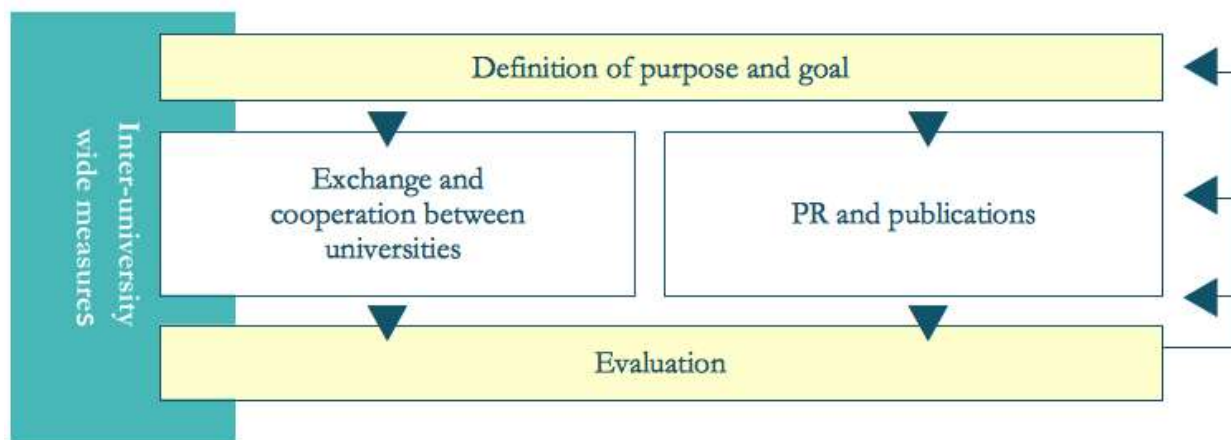 Inter-university
wide measures
Definition of purpose and goal
Exchange and
cooperation between
universities
PR and publications
Evaluation